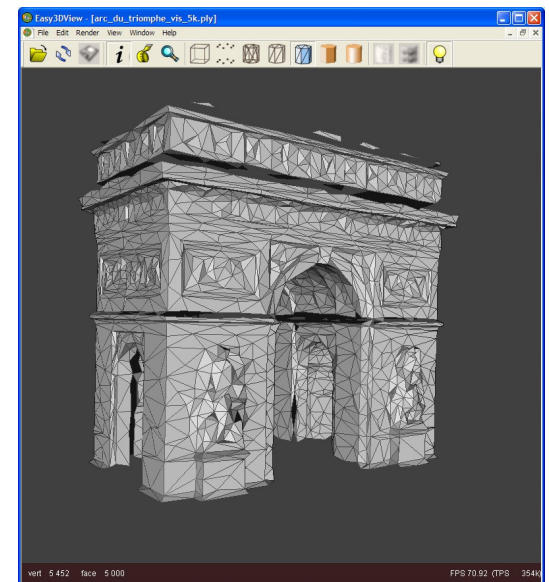 Easy3DView - [arc_du_triomphe_vis_5k.ply]
File Edit Render View Window Help
vert 5 452 face 5 000 FPS 70.92 (TPS 354k)